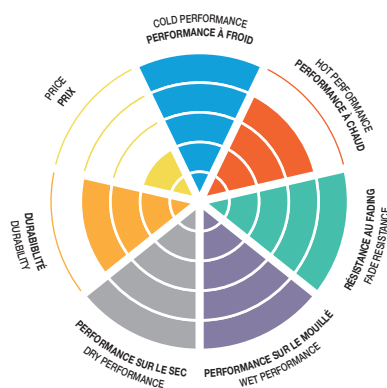 COLD PERFORMANCE
PERFORMANCE À FROID
HOT PERFORMANCE
PERFORMANCE À CHAUD
RÉSISTANCE AU FADING
FADE RESISTANCE
PERFORMANCE SUR LE MOUILLÉ
WET PERFORMANCE
PERFORMANCE SUR LE SEC
DRY PERFORMANCE
DURABIBLITÉ
DURABILITY
PRICE
PRIX